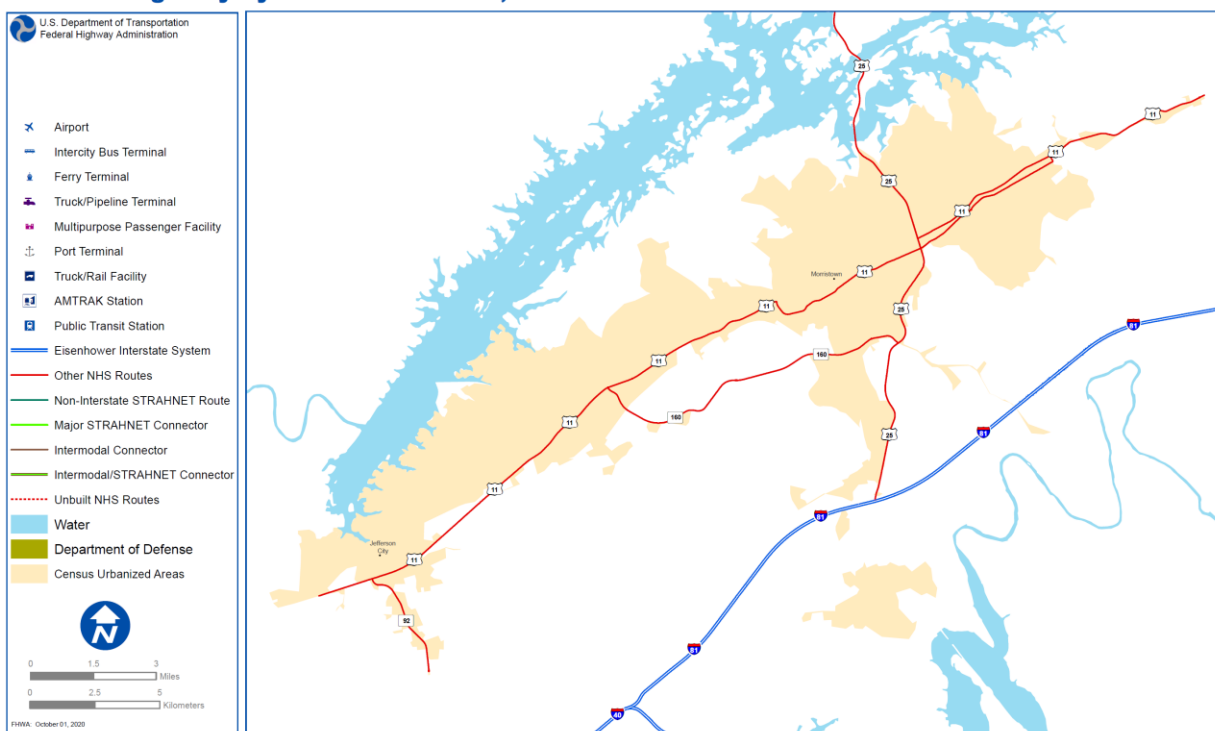 U.S. Department of Transportation
Federal Highway Administration
Airport
Intercity Bus Terminal
Ferry Terminal
Truck/Pipeline Terminal
Multipurpose Passenger Facility
Port Terminal
Truck/Rail Facility
AMTRAK Station
Public Transit Station
Eisenhower Interstate System
Other NHS Routes
Non-Interstate STRAHNET Route
Major STRAHNET Connector
Intermodal Connector
Intermodal/STRAHNET Connector
Unbuilt NHS Routes
Water
Department of Defense
Census Urbanized Areas
N
0 1.5 3
Miles
0 2.5 5
Kilometers
FHWA: October 01, 2020
25
11
11
25
11
11
Morristown
11
25
81
160
11
160
11
25
81
11
81
Jefferson
City
11
92
81
40